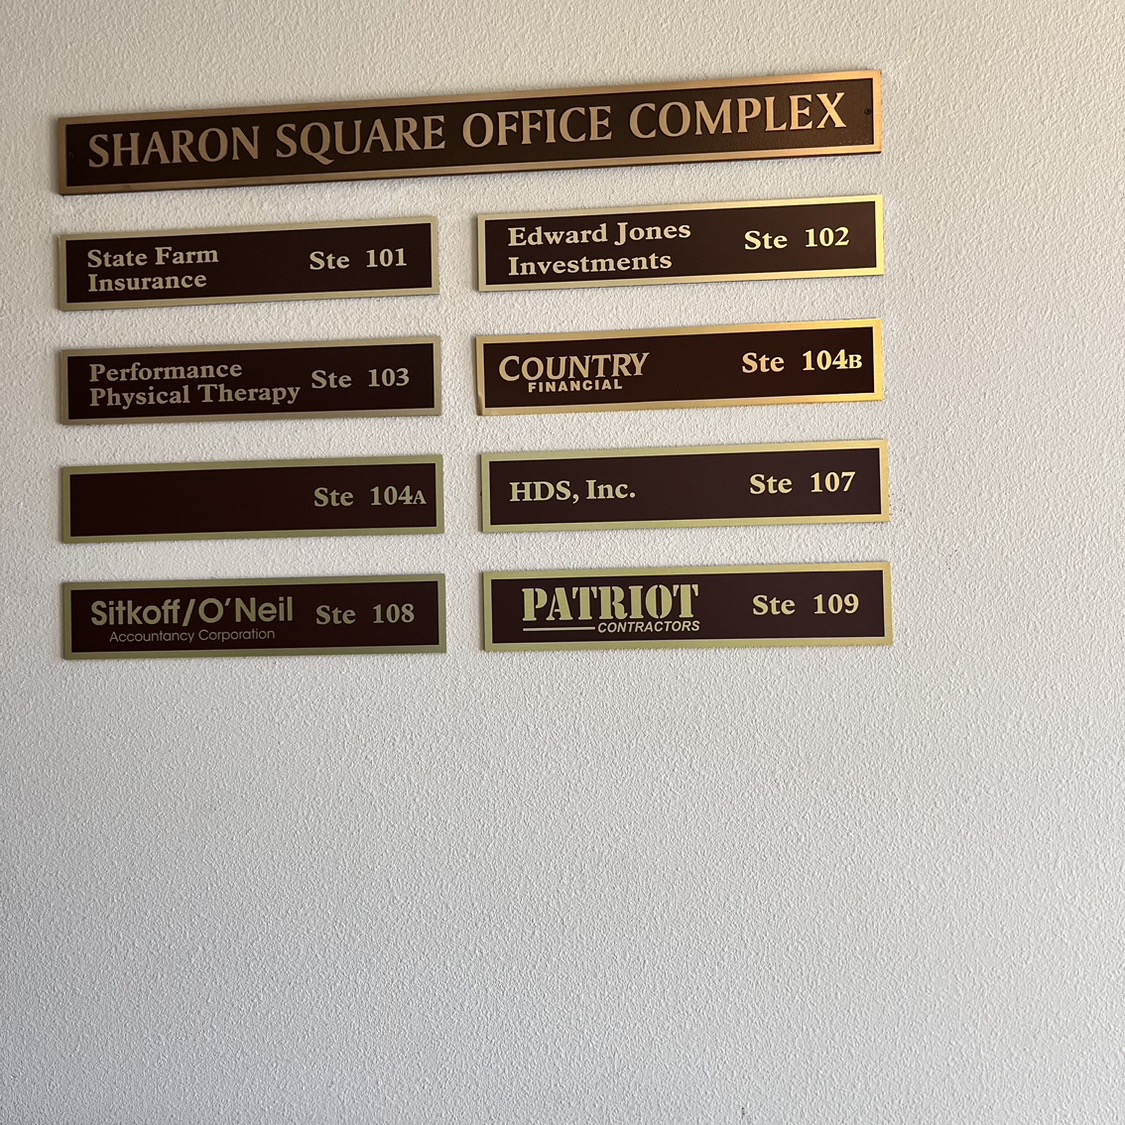 SHARON SQUARE OFFICE COMPLEX
State Farm
Insurance
Ste 101
Edward Jones
Investments
Ste 102
Performance
Physical Therapy
Ste 103
COUNTRY
FINANCIAL
Ste 104B
Ste 104A
HDS, Inc.
Ste 107
Sitkoff/O'Neil
Accountancy Corporation
Ste 108
PATRIOT
CONTRACTORS
Ste 109